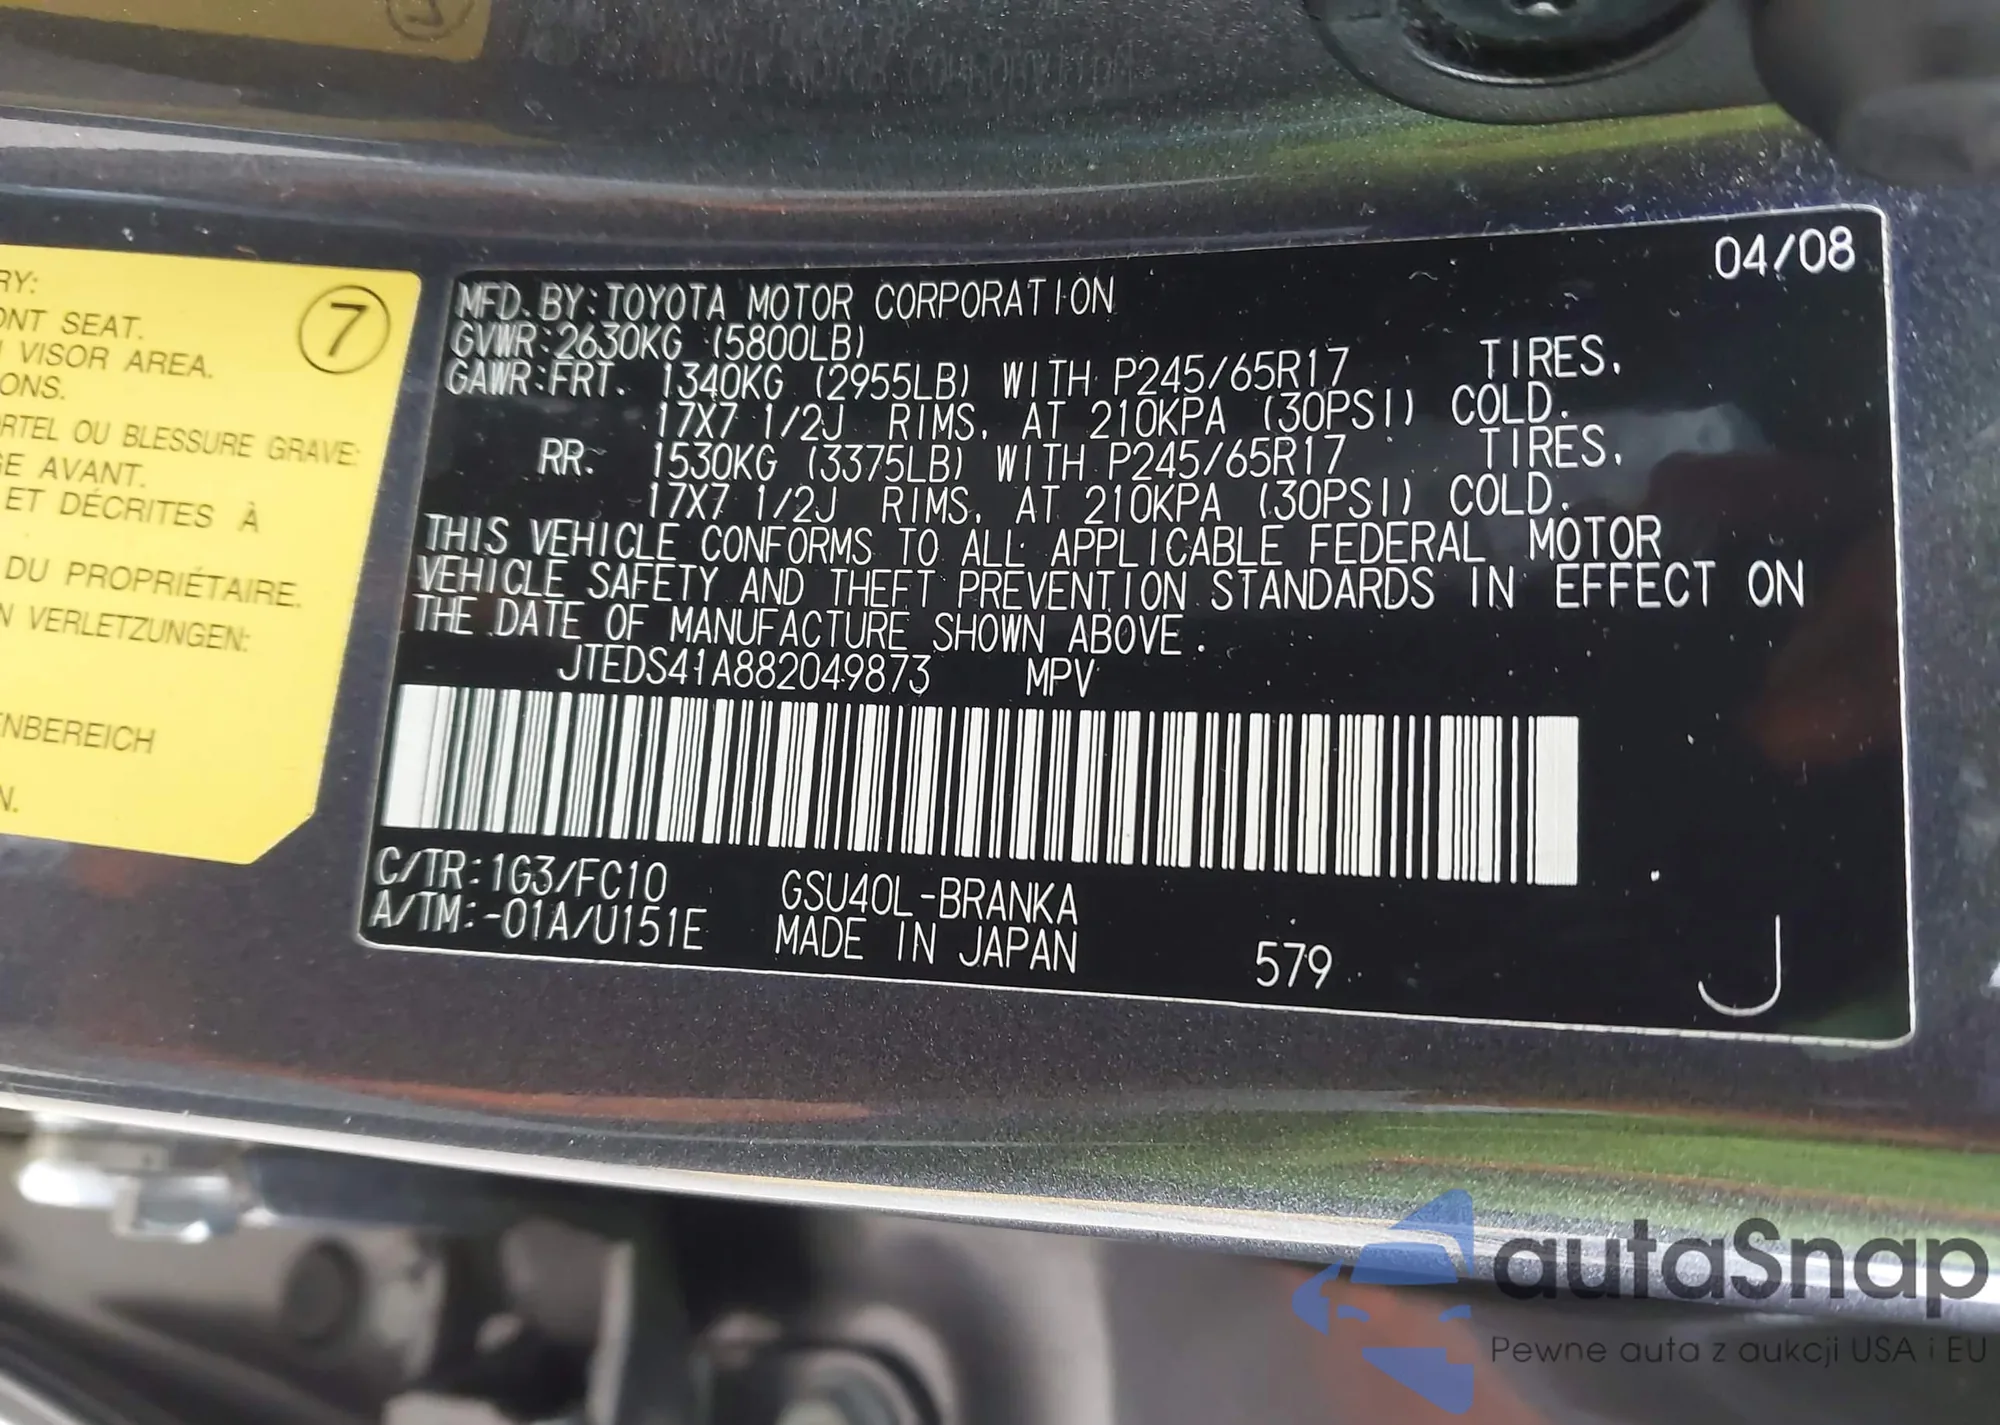 RY:
ONT SEAT.
VISOR AREA.
ONS.
RTEL OU BLESSURE GRAVE:
GE AVANT.
ET DÉCRITES À
DU PROPRIÉTAIRE.
N VERLETZUNGEN:
ENBEREICH
N.
7
04/08
MFD. BY: TOYOTA MOTOR CORPORATION
GVWR: 2630KG (5800LB)
GAWR: FRT. 1340KG (2955LB) WITH P245/65R17 TIRES,
17X7 1/2J RIMS, AT 210KPA (30PSI) COLD.
RR: 1530KG (3375LB) WITH P245/65R17 TIRES,
17X7 1/2J RIMS, AT 210KPA (30PSI) COLD.
THIS VEHICLE CONFORMS TO ALL APPLICABLE FEDERAL MOTOR
VEHICLE SAFETY AND THEFT PREVENTION STANDARDS IN EFFECT ON
THE DATE OF MANUFACTURE SHOWN ABOVE.
JTEDS41A882049873 MPV
C/TR: 1G3/FC10
A/TM: -01A/U151E
GSU40L-BRANKA
MADE IN JAPAN
579
J
autoSnap
Pewne auta z aukcji USA i EU